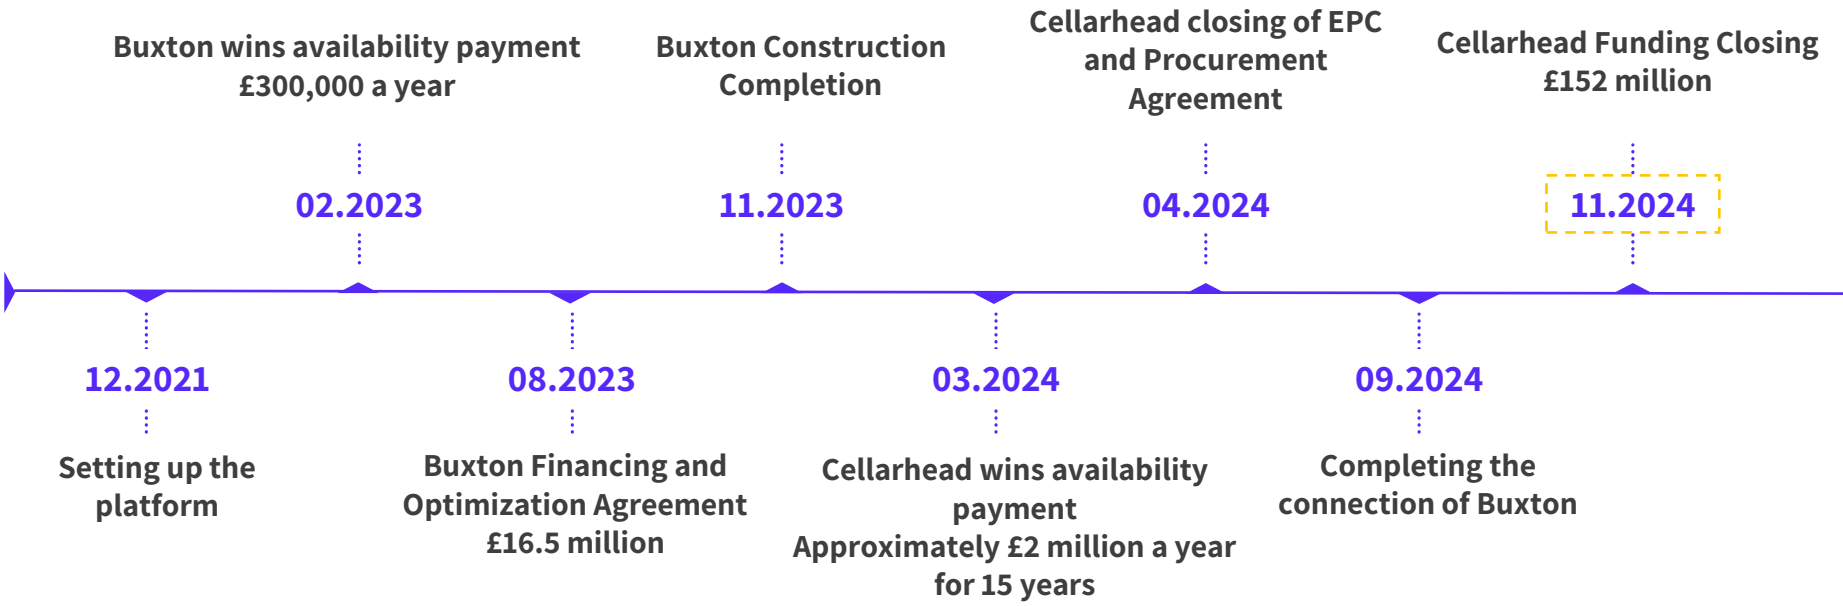 Buxton wins availability payment
£300,000 a year
02.2023
Buxton Construction
Completion
11.2023
Cellarhead closing of EPC
and Procurement
Agreement
04.2024
Cellarhead Funding Closing
£152 million
11.2024
12.2021
Setting up the
platform
08.2023
Buxton Financing and
Optimization Agreement
£16.5 million
03.2024
Cellarhead wins availability
payment
Approximately £2 million a year
for 15 years
09.2024
Completing the
connection of Buxton